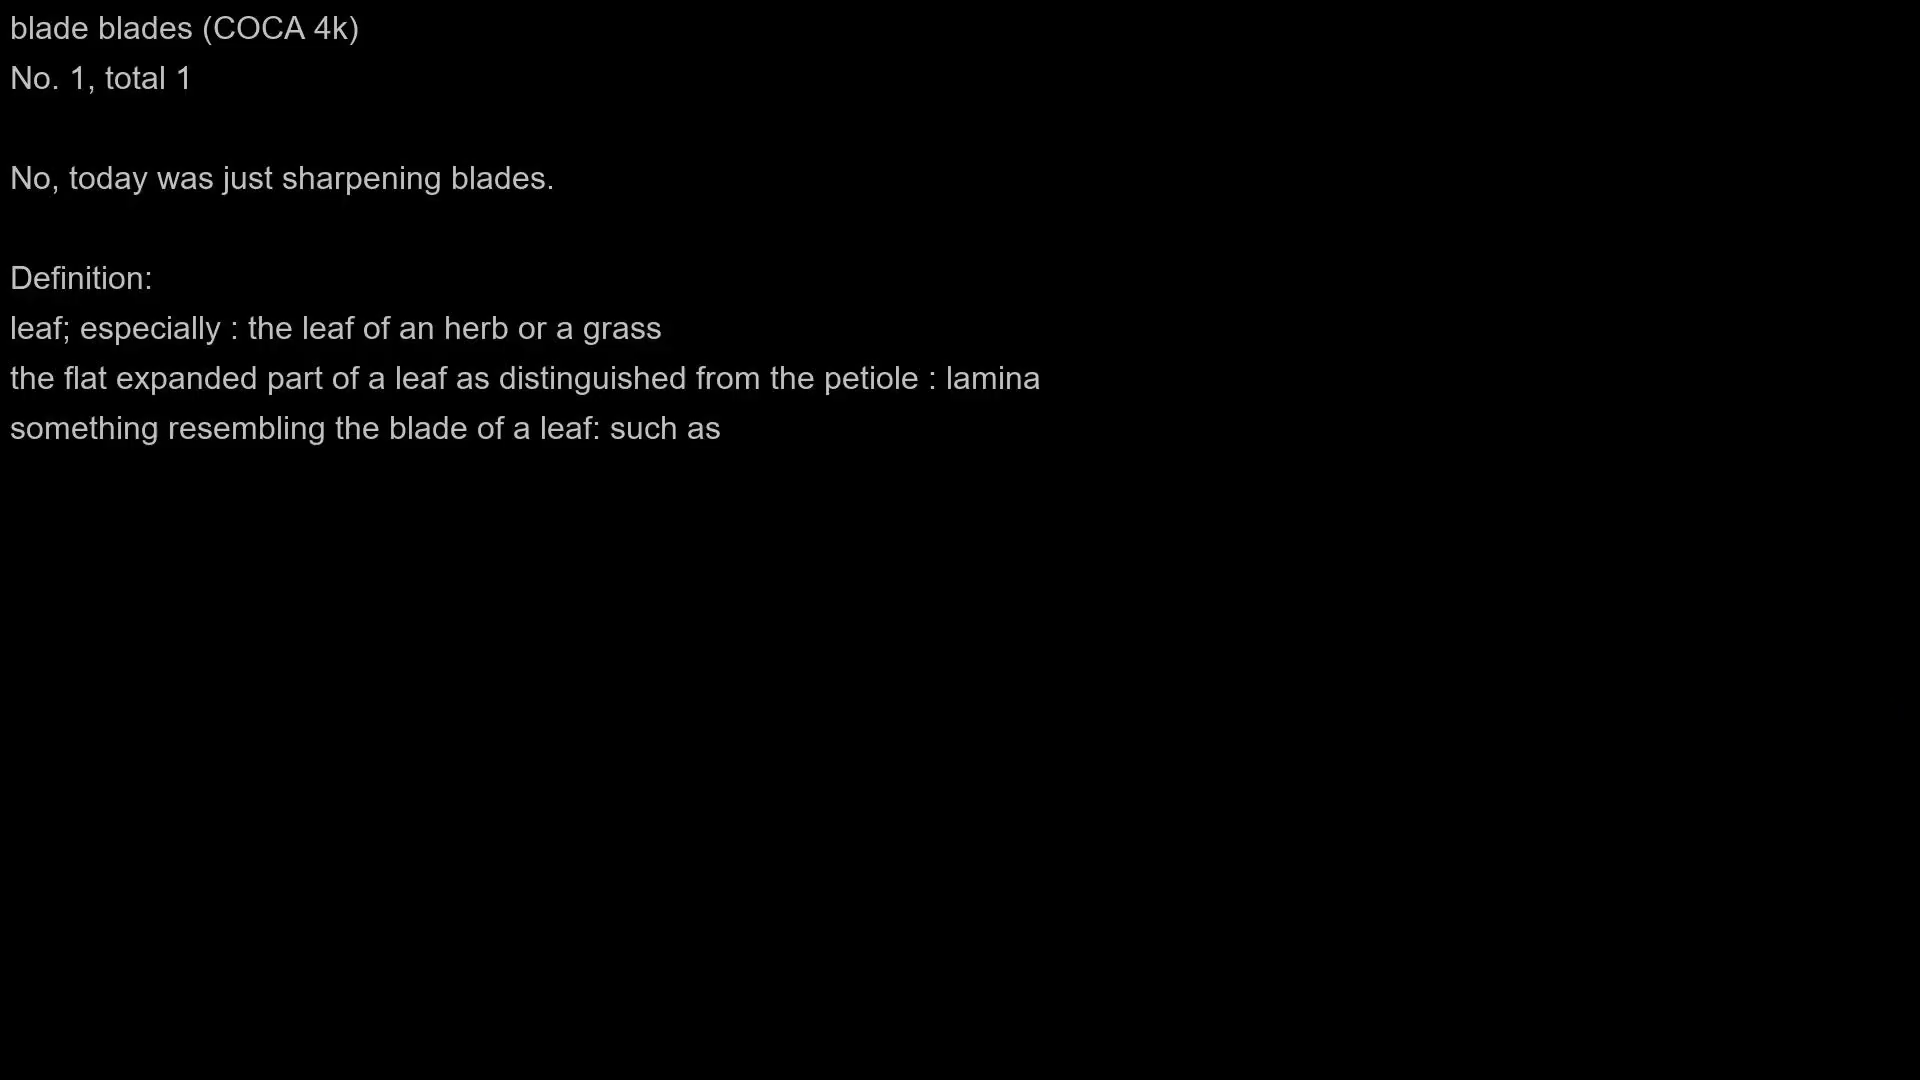 blade blades (COCA 4k)
No. 1, total 1
No, today was just sharpening blades.
Definition:
leaf; especially : the leaf of an herb or a grass
the flat expanded part of a leaf as distinguished from the petiole : lamina
something resembling the blade of a leaf: such as